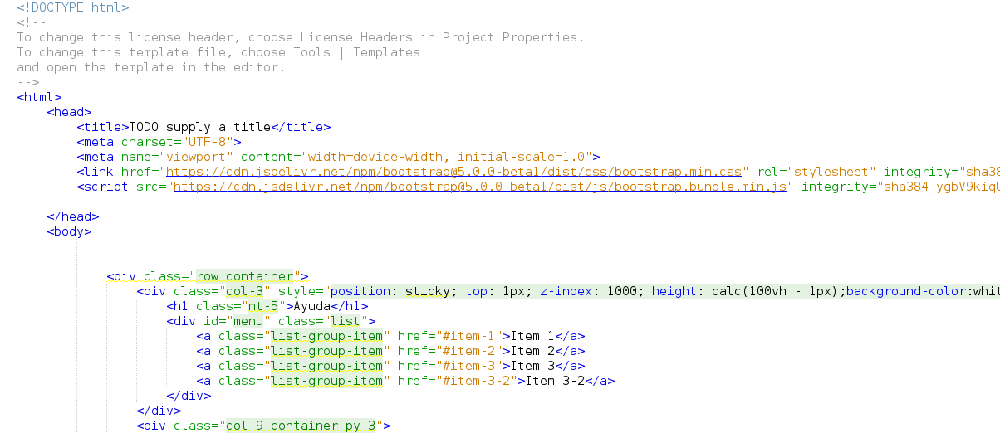 <!DOCTYPE html>
<!--
To change this license header, choose License Headers in Project Properties.
To change this template file, choose Tools | Templates
and open the template in the editor.
-->
<html>
<head>
<title>TODO supply a title</title>
<meta charset="UTF-8">
<meta name="viewport" content="width=device-width, initial-scale=1.0">
<link href="https://cdn.jsdelivr.net/npm/bootstrap@5.0.0-beta1/dist/css/bootstrap.min.css" rel="stylesheet" integrity="sha38
<script src="https://cdn.jsdelivr.net/npm/bootstrap@5.0.0-beta1/dist/js/bootstrap.bundle.min.js" integrity="sha384-ygbV9kiqU
</head>
<body>
<div class="row container">
<div class="col-3" style="position: sticky; top: 1px; z-index: 1000; height: calc(100vh - 1px);background-color:whit
<h1 class="mt-5">Ayuda</h1>
<div id="menu" class="list">
<a class="list-group-item" href="#item-1">Item 1</a>
<a class="list-group-item" href="#item-2">Item 2</a>
<a class="list-group-item" href="#item-3">Item 3</a>
<a class="list-group-item" href="#item-3-2">Item 3-2</a>
</div>
</div>
<div class="col-9 container py-3">